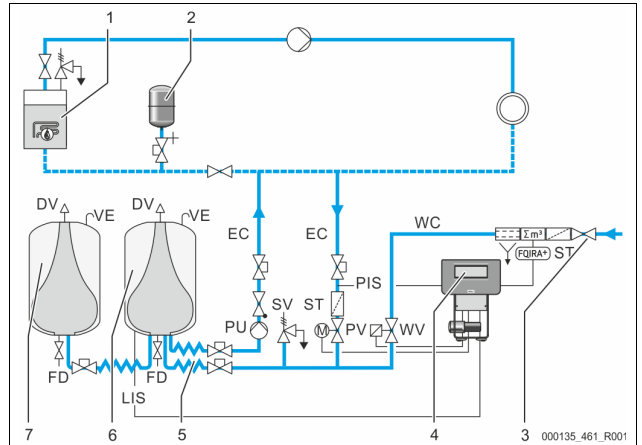 1
2
DV
VE
DV
VE
EC
EC
WC
Σm³
FQIRA+
ST
PIS
SV
ST
PU
M
PV
WV
FD
FD
LIS
7
6
5
4
3
000135_461_R001